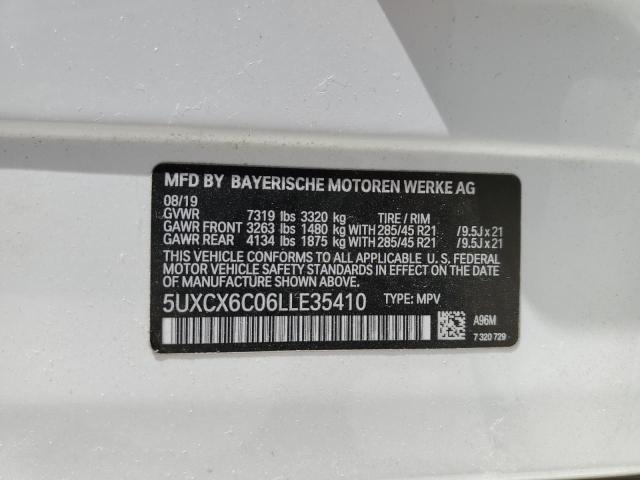 MFD BY BAYERISCHE MOTOREN WERKE AG
08/19
GVWR 7319 lbs 3320 kg TIRE / RIM
GAWR FRONT 3263 lbs 1480 kg WITH 285/45 R21 / 9.5J x 21
GAWR REAR 4134 lbs 1875 kg WITH 285/45 R21 / 9.5J x 21
THIS VEHICLE CONFORMS TO ALL APPLICABLE U. S. FEDERAL
MOTOR VEHICLE SAFETY STANDARDS IN EFFECT ON THE DATE
OF MANUFACTURE SHOWN ABOVE.
5UXCX6C06LLE35410 TYPE: MPV
A96M
7 320 729